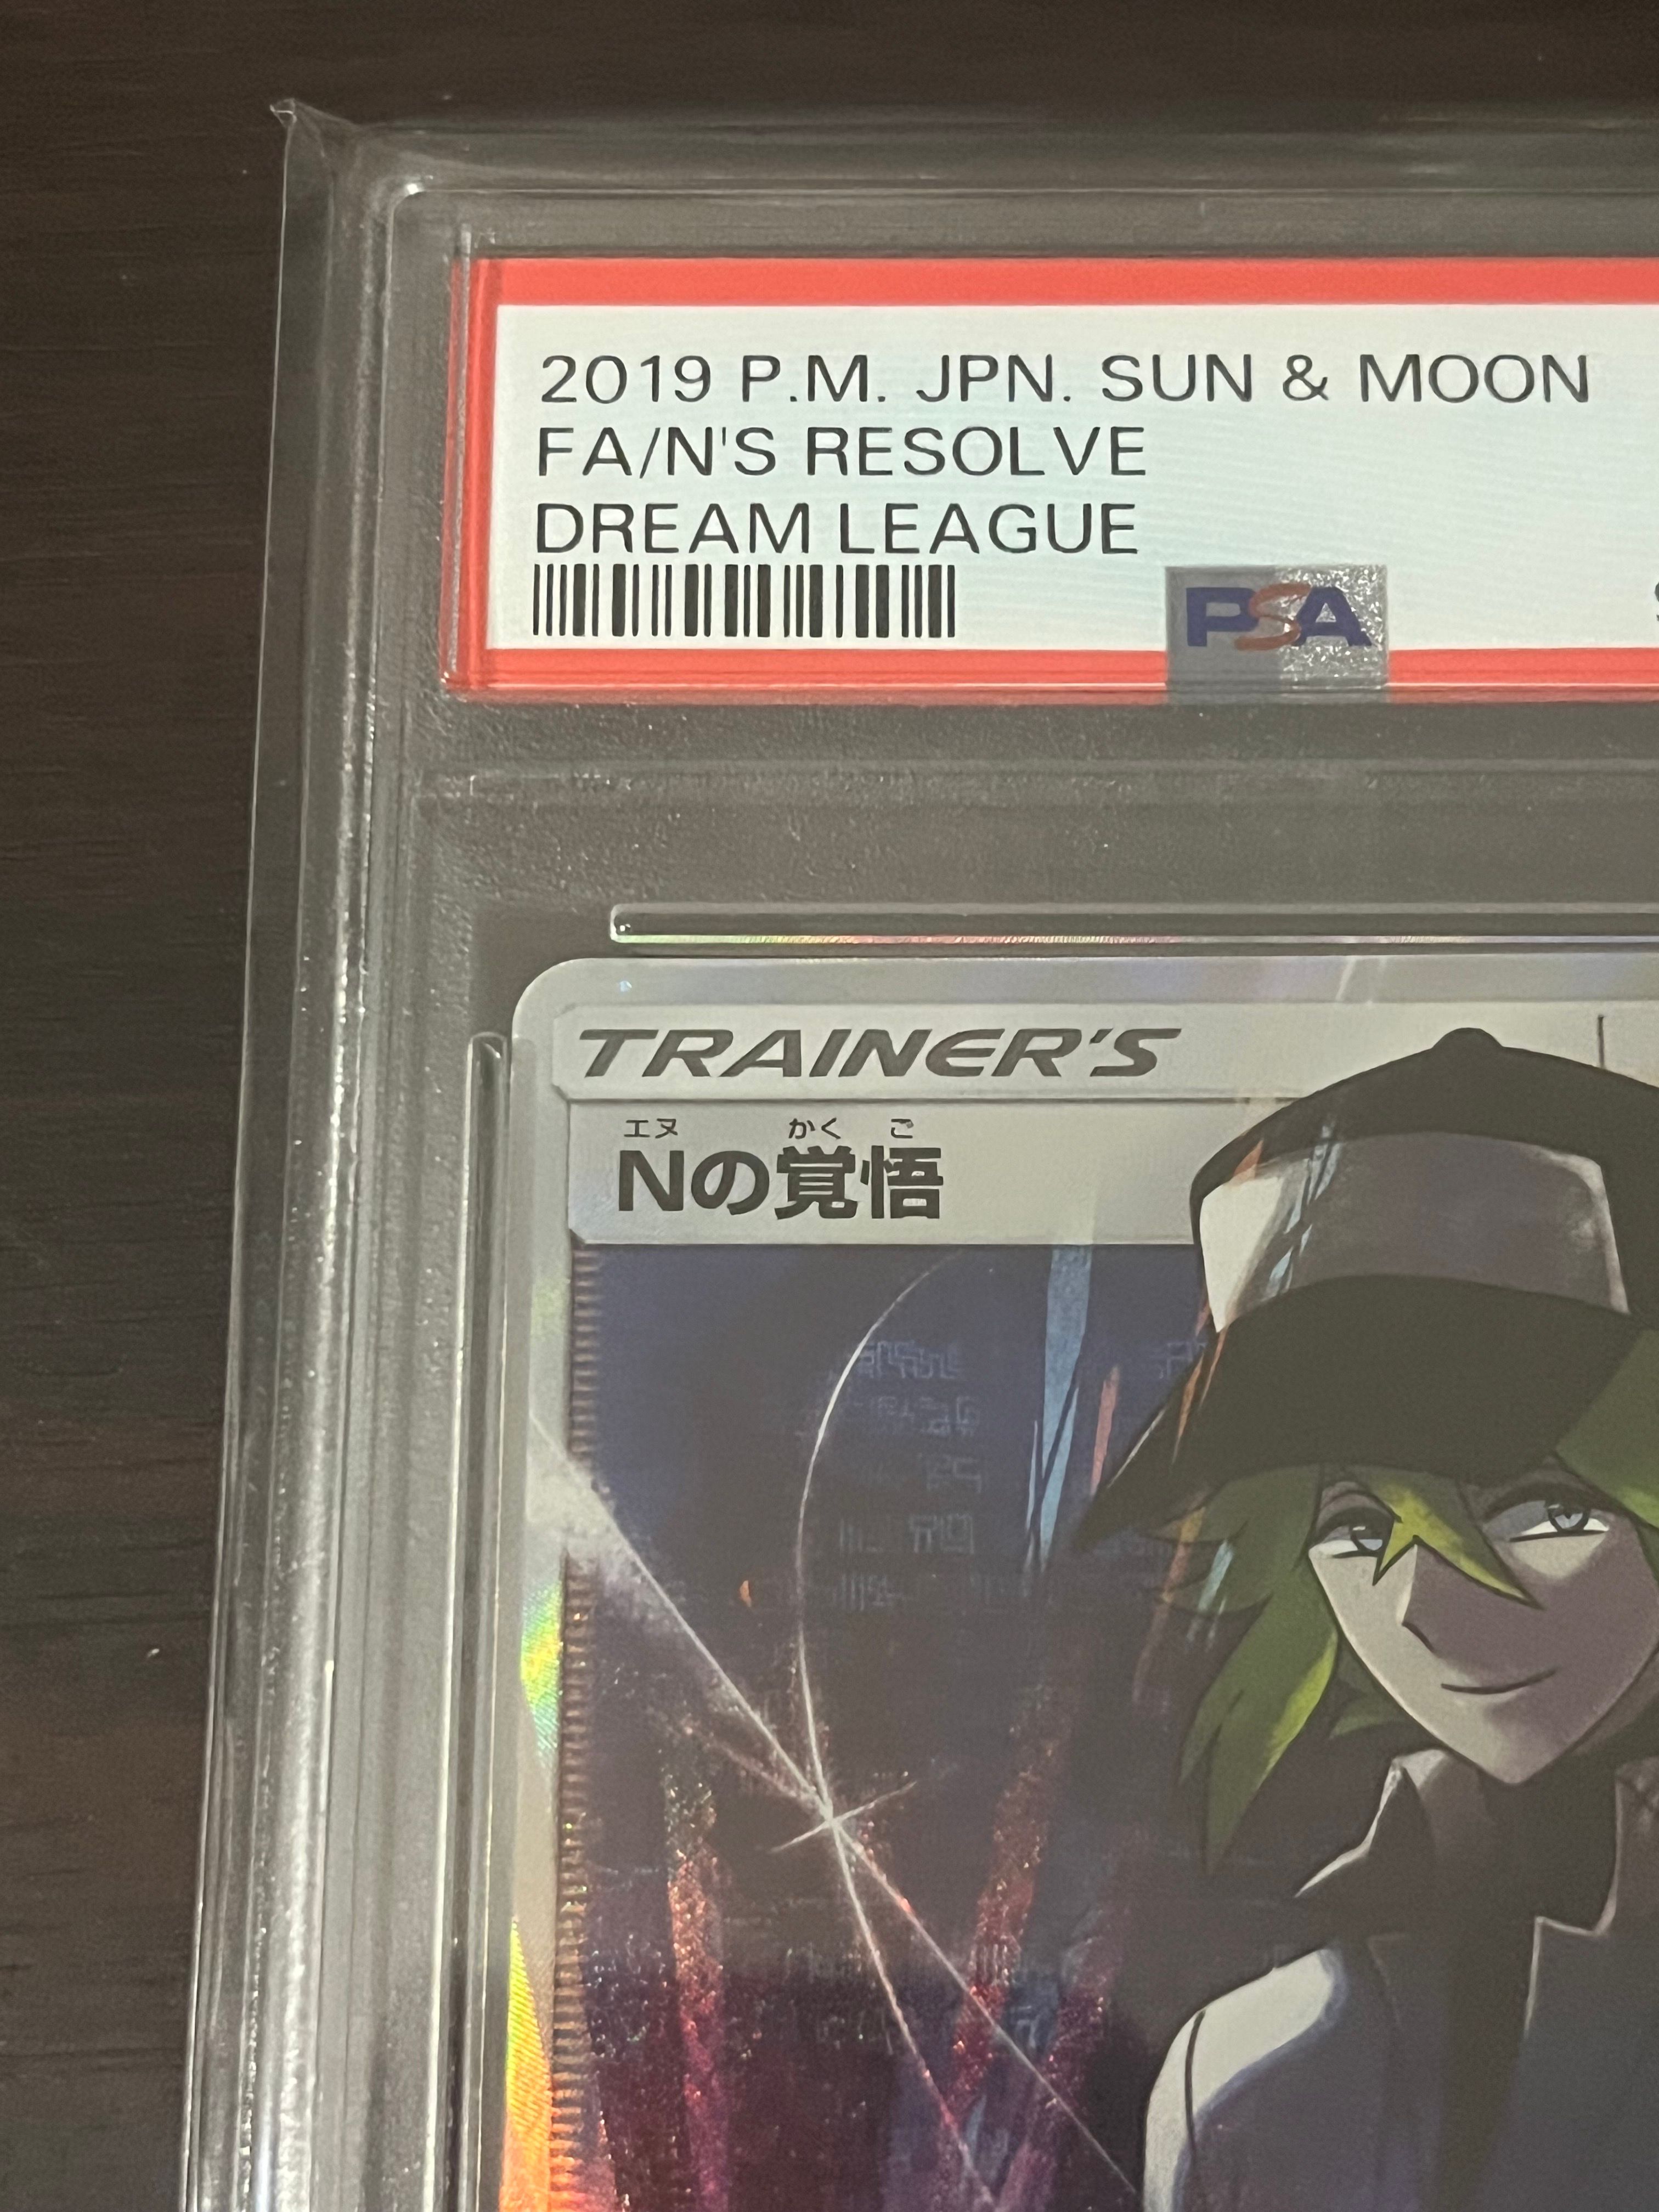 2019 P.M. JPN. SUN & MOON
FA/N'S RESOLVE
DREAM LEAGUE
PSA
TRAINER'S
エヌ かくご
Nの覚悟